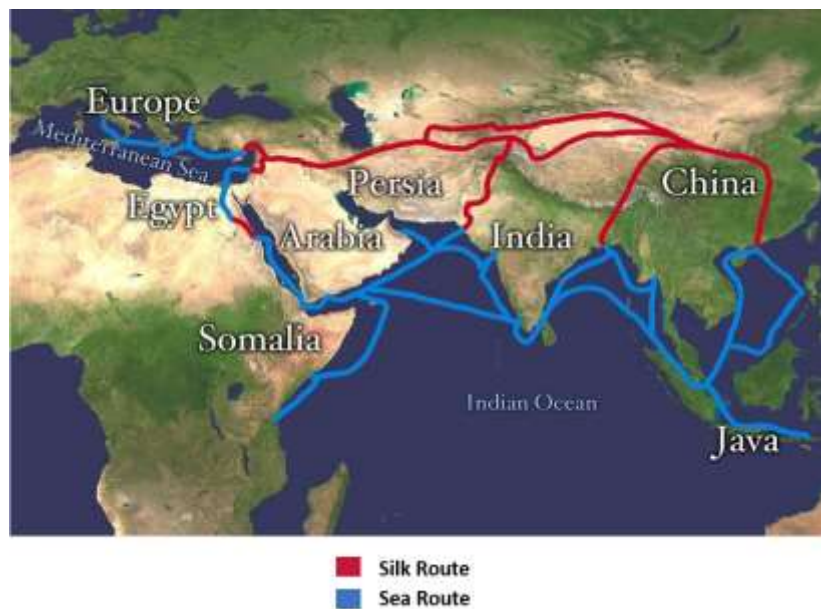 Europe
Mediterranean Sea
Egypt
Persia
China
Arabia
India
Somalia
Indian Ocean
Java
Silk Route
Sea Route